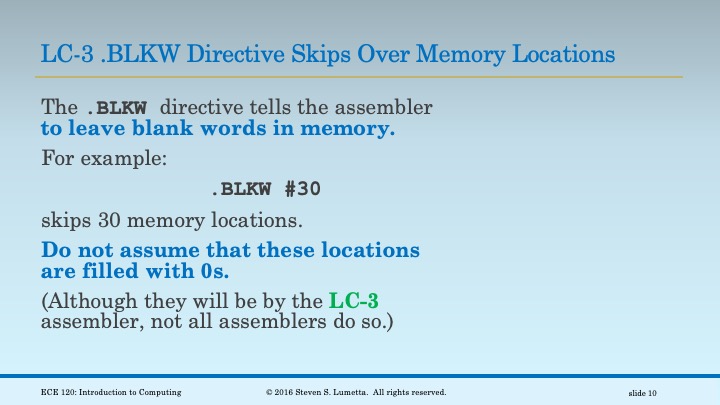 LC-3 .BLKW Directive Skips Over Memory Locations
The .BLKW directive tells the assembler
to leave blank words in memory.
For example:
.BLKW #30
skips 30 memory locations.
Do not assume that these locations
are filled with 0s.
(Although they will be by the LC-3
assembler, not all assemblers do so.)
ECE 120: Introduction to Computing © 2016 Steven S. Lumetta. All rights reserved. slide 10